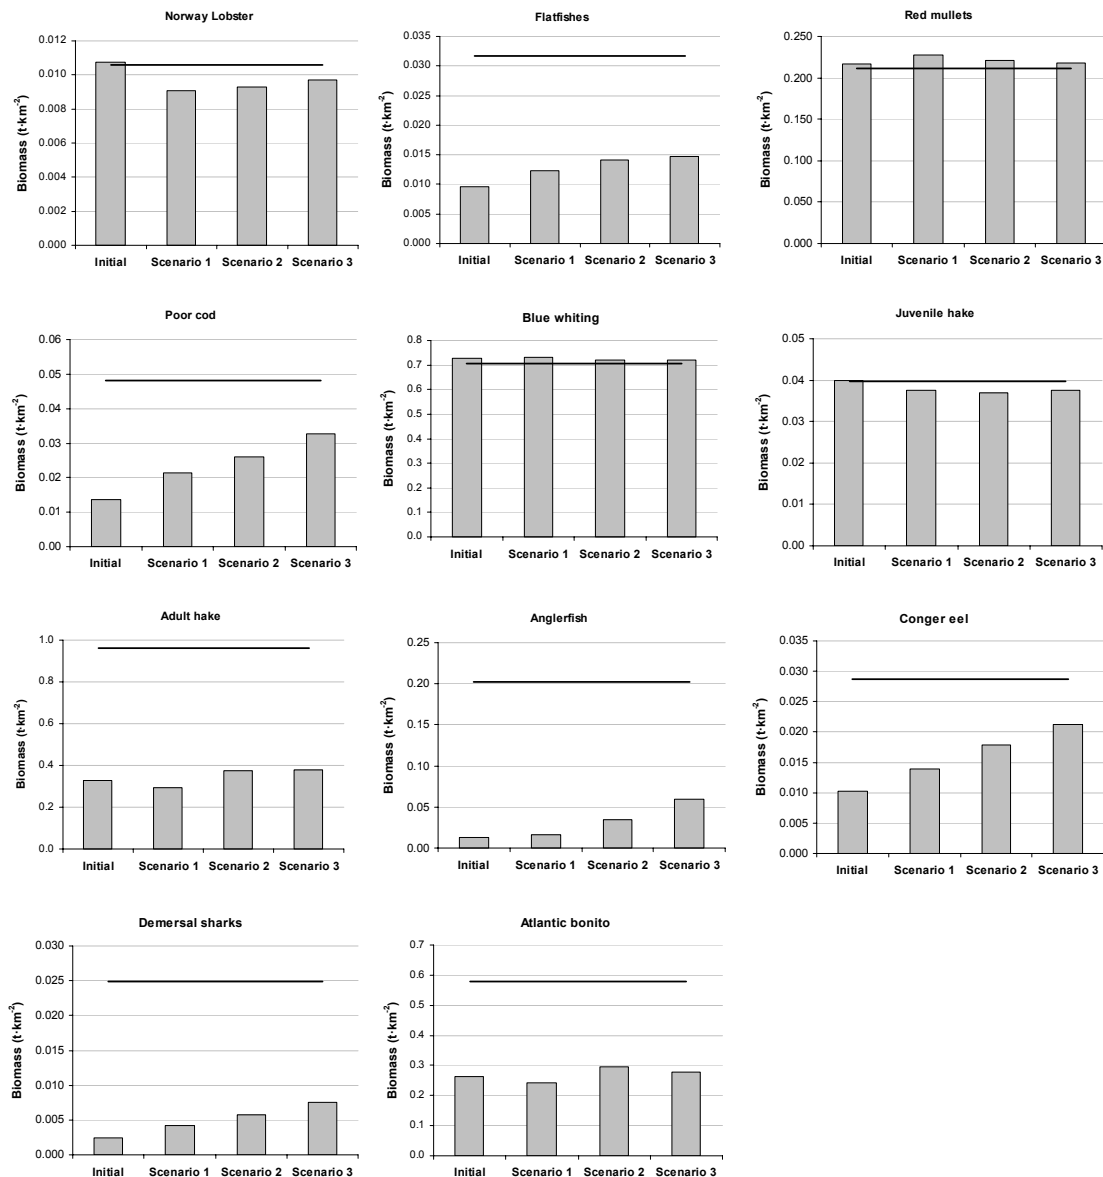 Norway Lobster
Biomass (t·km-2)
0.012
0.010
0.008
0.006
0.004
0.002
0.000
Initial Scenario 1 Scenario 2 Scenario 3
Flatfishes
Biomass (t·km-2)
0.035
0.030
0.025
0.020
0.015
0.010
0.005
0.000
Initial Scenario 1 Scenario 2 Scenario 3
Red mullets
Biomass (t·km-2)
0.250
0.200
0.150
0.100
0.050
0.000
Initial Scenario 1 Scenario 2 Scenario 3
Poor cod
Biomass (t·km-2)
0.06
0.05
0.04
0.03
0.02
0.01
0.00
Initial Scenario 1 Scenario 2 Scenario 3
Blue whiting
Biomass (t·km-2)
0.8
0.7
0.6
0.5
0.4
0.3
0.2
0.1
0.0
Initial Scenario 1 Scenario 2 Scenario 3
Juvenile hake
Biomass (t·km-2)
0.05
0.04
0.03
0.02
0.01
0.00
Initial Scenario 1 Scenario 2 Scenario 3
Adult hake
Biomass (t·km-2)
1.0
0.8
0.6
0.4
0.2
0.0
Initial Scenario 1 Scenario 2 Scenario 3
Anglerfish
Biomass (t·km-2)
0.25
0.20
0.15
0.10
0.05
0.00
Initial Scenario 1 Scenario 2 Scenario 3
Conger eel
Biomass (t·km-2)
0.035
0.030
0.025
0.020
0.015
0.010
0.005
0.000
Initial Scenario 1 Scenario 2 Scenario 3
Demersal sharks
Biomass (t·km-2)
0.030
0.025
0.020
0.015
0.010
0.005
0.000
Initial Scenario 1 Scenario 2 Scenario 3
Atlantic bonito
Biomass (t·km-2)
0.7
0.6
0.5
0.4
0.3
0.2
0.1
0.0
Initial Scenario 1 Scenario 2 Scenario 3